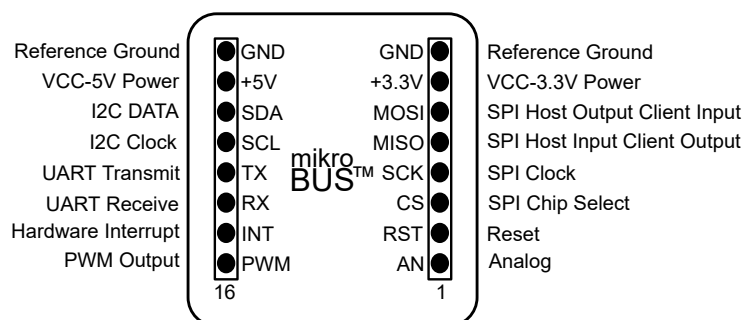 Reference Ground GND GND Reference Ground
VCC-5V Power +5V +3.3V VCC-3.3V Power
I2C DATA SDA MOSI SPI Host Output Client Input
I2C Clock SCL MISO SPI Host Input Client Output
mikro
BUS™
UART Transmit TX SCK SPI Clock
UART Receive RX CS SPI Chip Select
Hardware Interrupt INT RST Reset
PWM Output PWM AN Analog
16 1